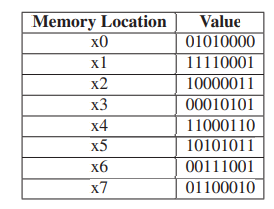 Memory Location Value
x0 01010000
x1 11110001
x2 10000011
x3 00010101
x4 11000110
x5 10101011
x6 00111001
x7 01100010